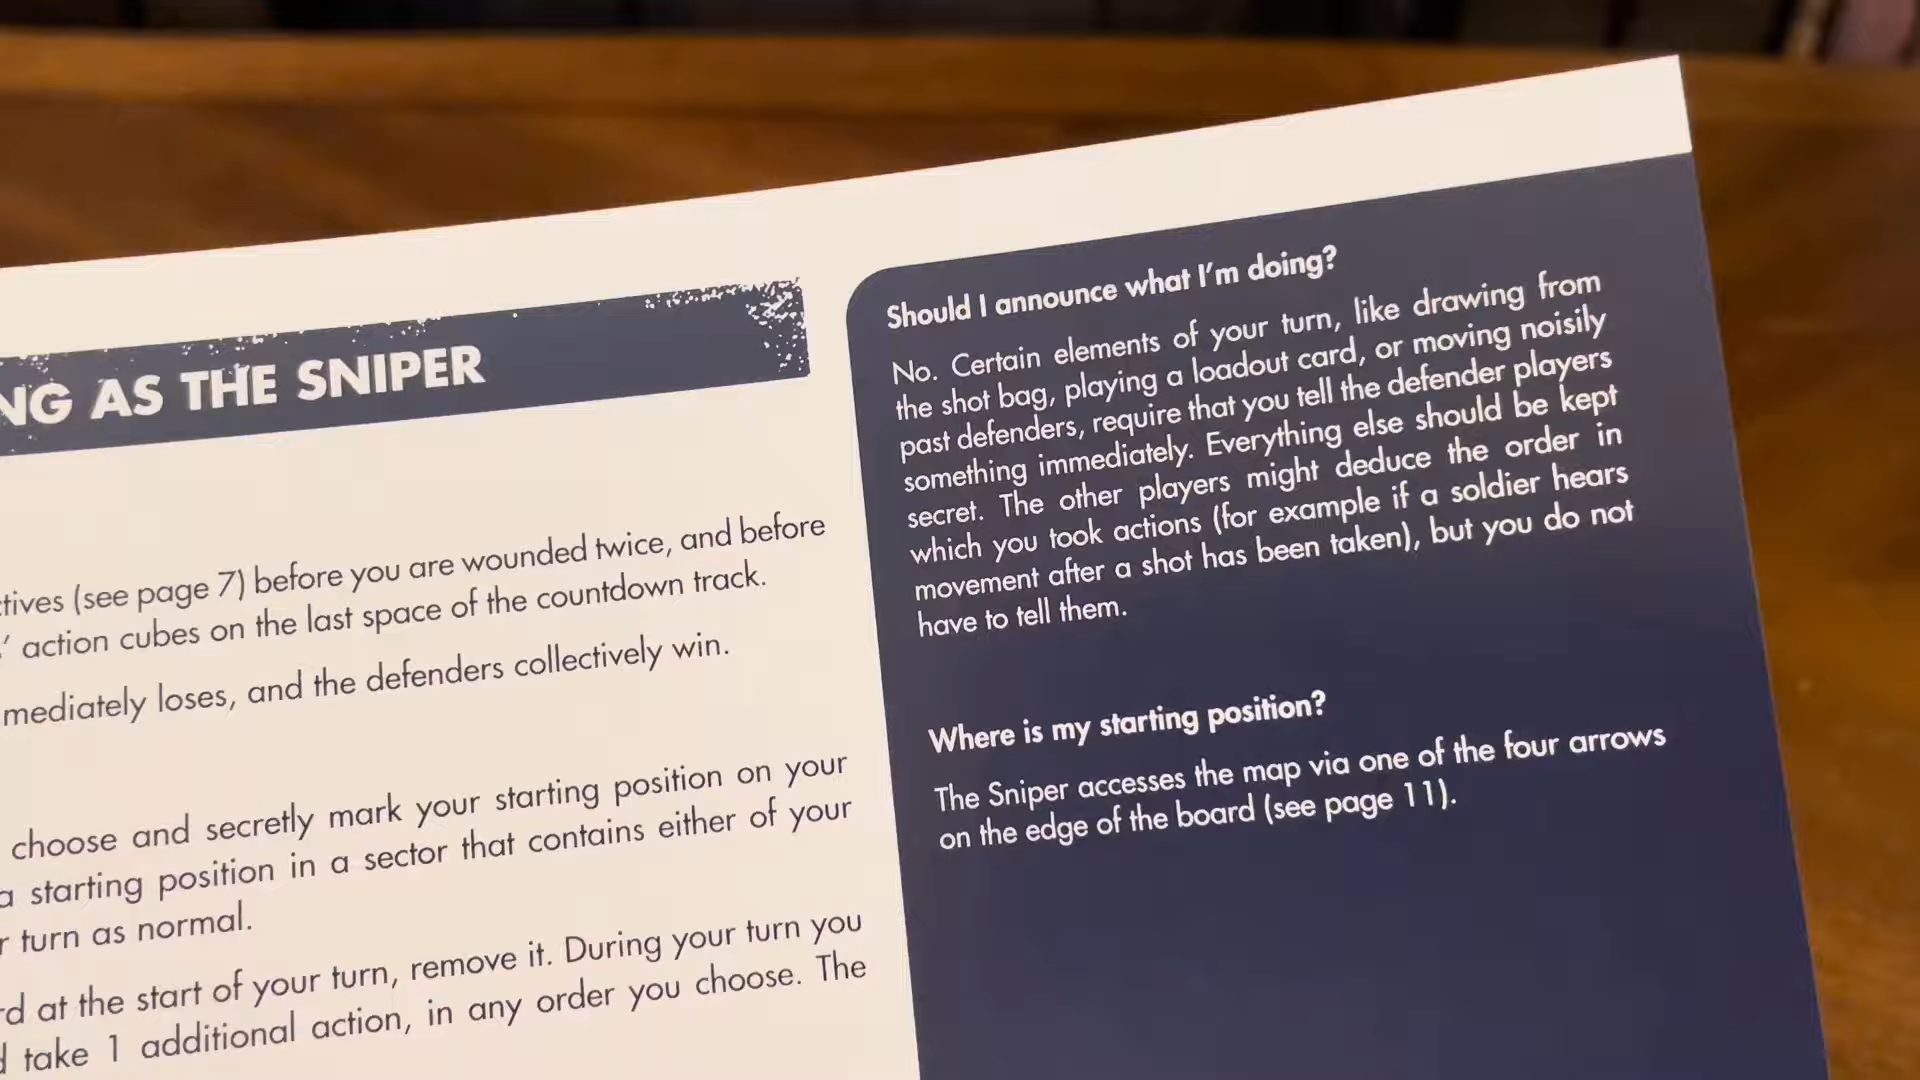 NG AS THE SNIPER
tives (see page 7) before you are wounded twice, and before
' action cubes on the last space of the countdown track.
mediately loses, and the defenders collectively win.
choose and secretly mark your starting position on your
a starting position in a sector that contains either of your
r turn as normal.
rd at the start of your turn, remove it. During your turn you
take 1 additional action, in any order you choose. The
Should I announce what I'm doing?
No. Certain elements of your turn, like drawing from
the shot bag, playing a loadout card, or moving noisily
past defenders, require that you tell the defender players
something immediately. Everything else should be kept
secret. The other players might deduce the order in
which you took actions (for example if a soldier hears
movement after a shot has been taken), but you do not
have to tell them.
Where is my starting position?
The Sniper accesses the map via one of the four arrows
on the edge of the board (see page 11).